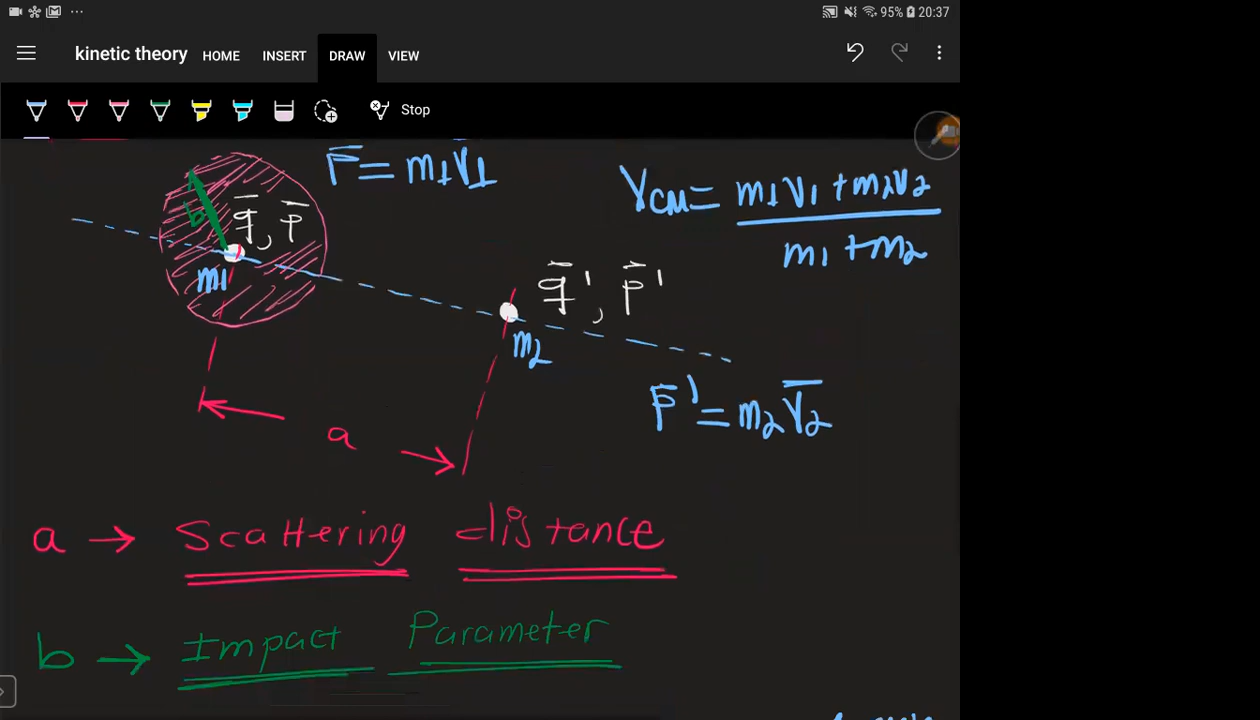 95% 20:37
kinetic theory HOME INSERT DRAW VIEW
Stop
P̅ = m1V̅1
VCM = m1V1 + m2V2
m1 + m2
b
q̅, p̅
m1
q̅', p̅'
m2
P̅' = m2V̅2
a
a → Scattering distance
b → Impact Parameter